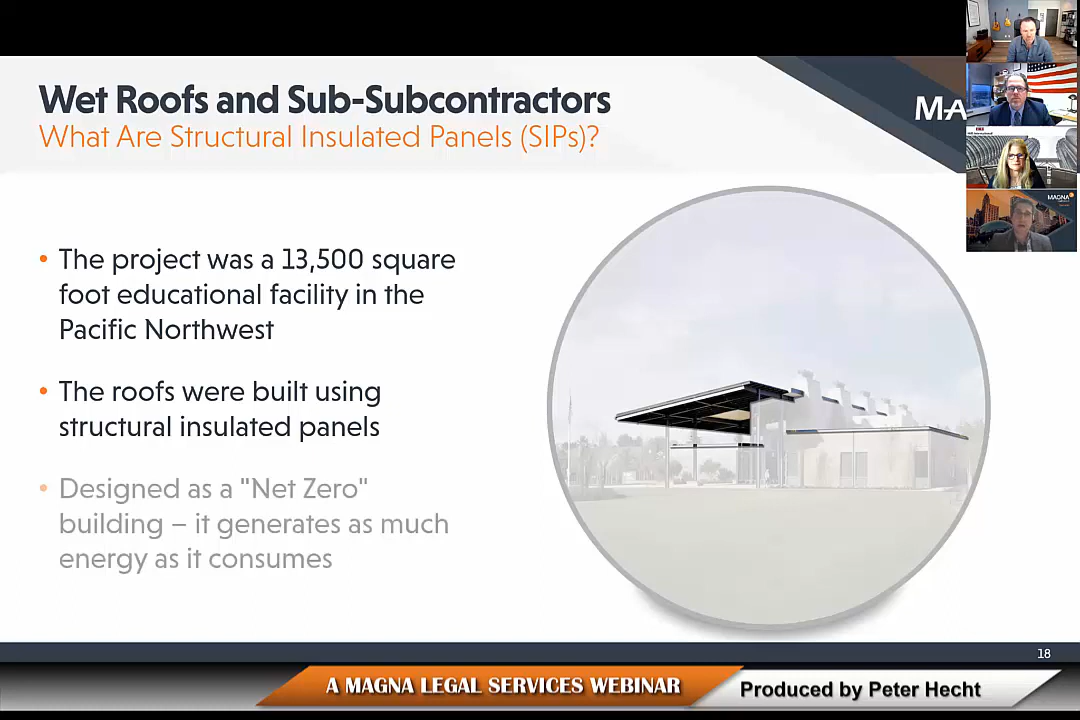 Wet Roofs and Sub-Subcontractors
What Are Structural Insulated Panels (SIPs)?
MA
MAGNA
• The project was a 13,500 square
foot educational facility in the
Pacific Northwest
• The roofs were built using
structural insulated panels
• Designed as a "Net Zero"
building – it generates as much
energy as it consumes
18
A MAGNA LEGAL SERVICES WEBINAR
Produced by Peter Hecht